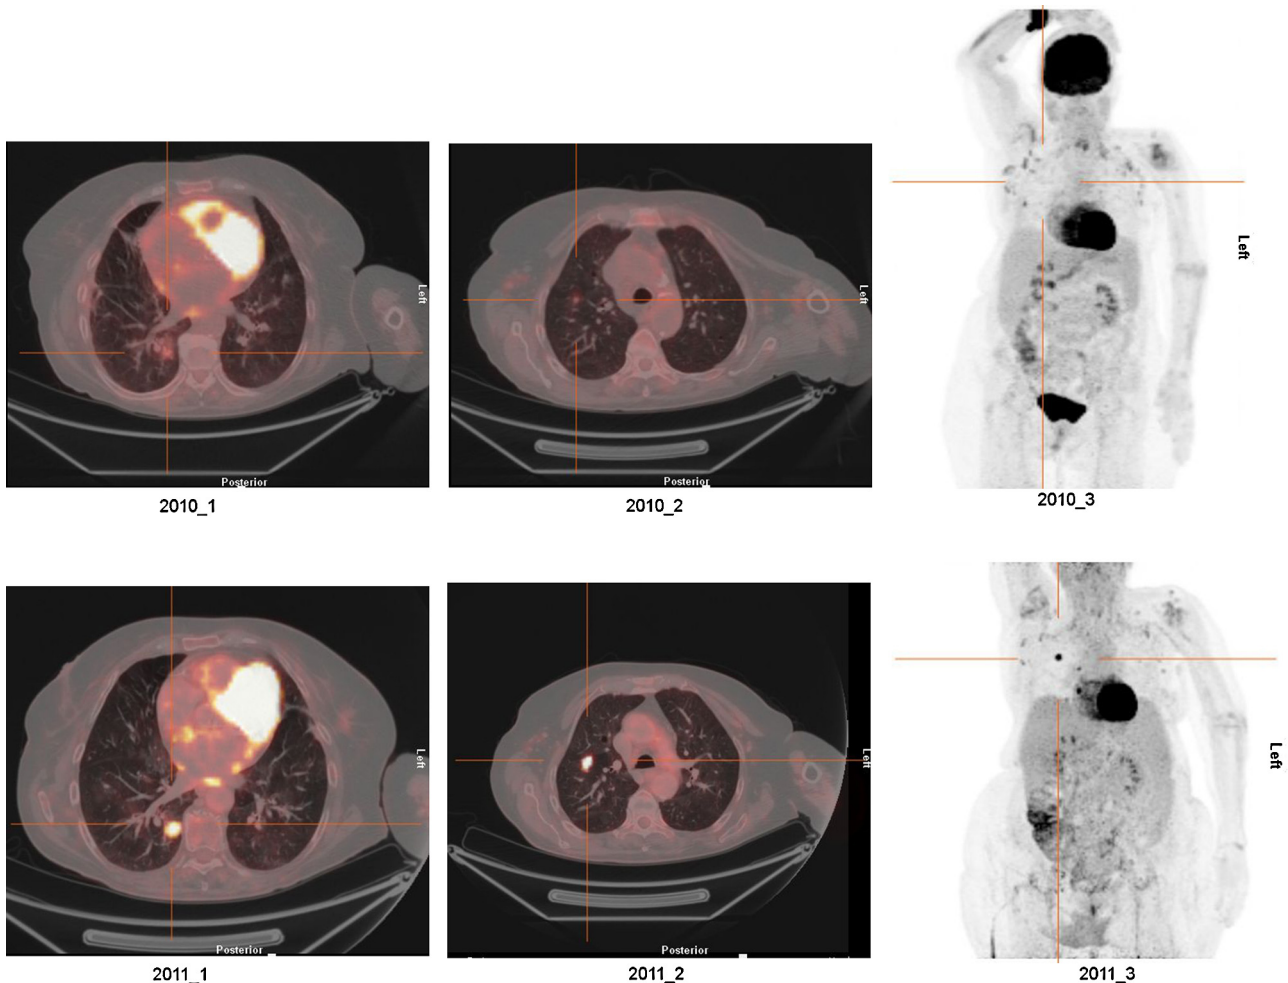 Left
Left
Left
Posterior
Posterior
2010_1
2010_2
2010_3
Left
Left
Left
Posterior
Posterior
2011_1
2011_2
2011_3